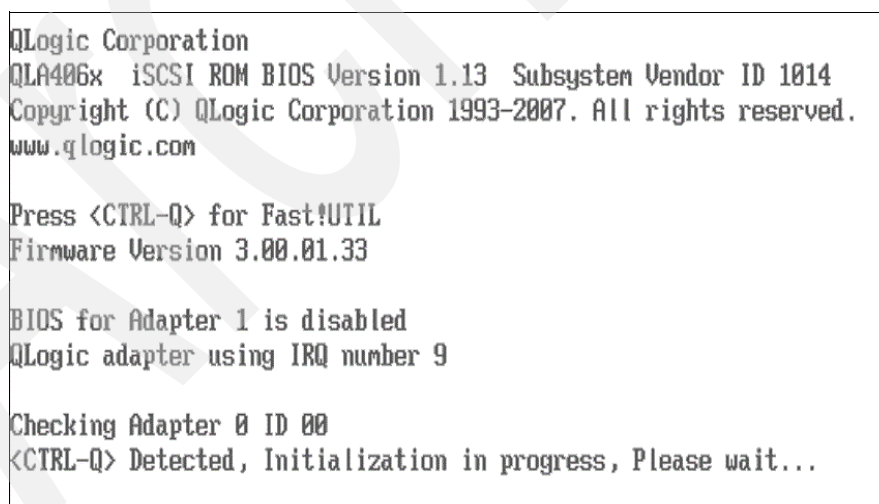 QLogic Corporation
QLA406x iSCSI ROM BIOS Version 1.13 Subsystem Vendor ID 1014
Copyright (C) QLogic Corporation 1993-2007. All rights reserved.
www.qlogic.com
Press <CTRL-Q> for Fast!UTIL
Firmware Version 3.00.01.33
BIOS for Adapter 1 is disabled
QLogic adapter using IRQ number 9
Checking Adapter 0 ID 00
<CTRL-Q> Detected, Initialization in progress, Please wait...